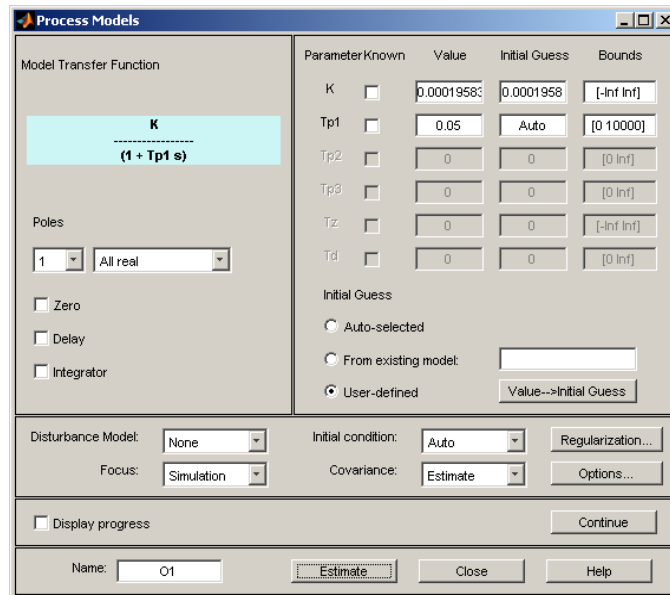 Process Models
Model Transfer Function
K
----------------
(1 + Tp1 s)
Poles
1 All real
Zero
Delay
Integrator
Parameter Known Value Initial Guess Bounds
K 0.00019583 0.0001958 [-Inf Inf]
Tp1 0.05 Auto [0 10000]
Tp2 0 0 [0 Inf]
Tp3 0 0 [0 Inf]
Tz 0 0 [-Inf Inf]
Td 0 0 [0 Inf]
Initial Guess
Auto-selected
From existing model:
User-defined Value-->Initial Guess
Disturbance Model: None Initial condition: Auto Regularization...
Focus: Simulation Covariance: Estimate Options...
Display progress Continue
Name: O1 Estimate Close Help